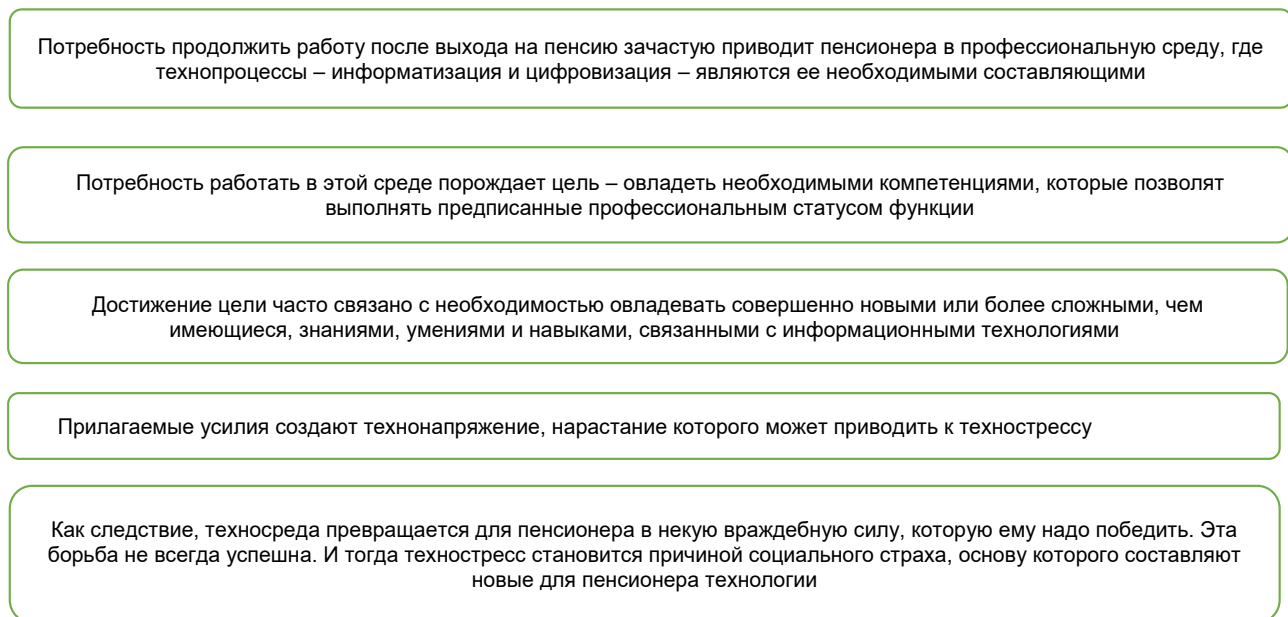 Потребность продолжить работу после выхода на пенсию зачастую приводит пенсионера в профессиональную среду, где
технопроцессы – информатизация и цифровизация – являются ее необходимыми составляющими
Потребность работать в этой среде порождает цель – овладеть необходимыми компетенциями, которые позволят
выполнять предписанные профессиональным статусом функции
Достижение цели часто связано с необходимостью овладевать совершенно новыми или более сложными, чем
имеющиеся, знаниями, умениями и навыками, связанными с информационными технологиями
Прилагаемые усилия создают технонапряжение, нарастание которого может приводить к технострессу
Как следствие, техносреда превращается для пенсионера в некую враждебную силу, которую ему надо победить. Эта
борьба не всегда успешна. И тогда техностресс становится причиной социального страха, основу которого составляют
новые для пенсионера технологии